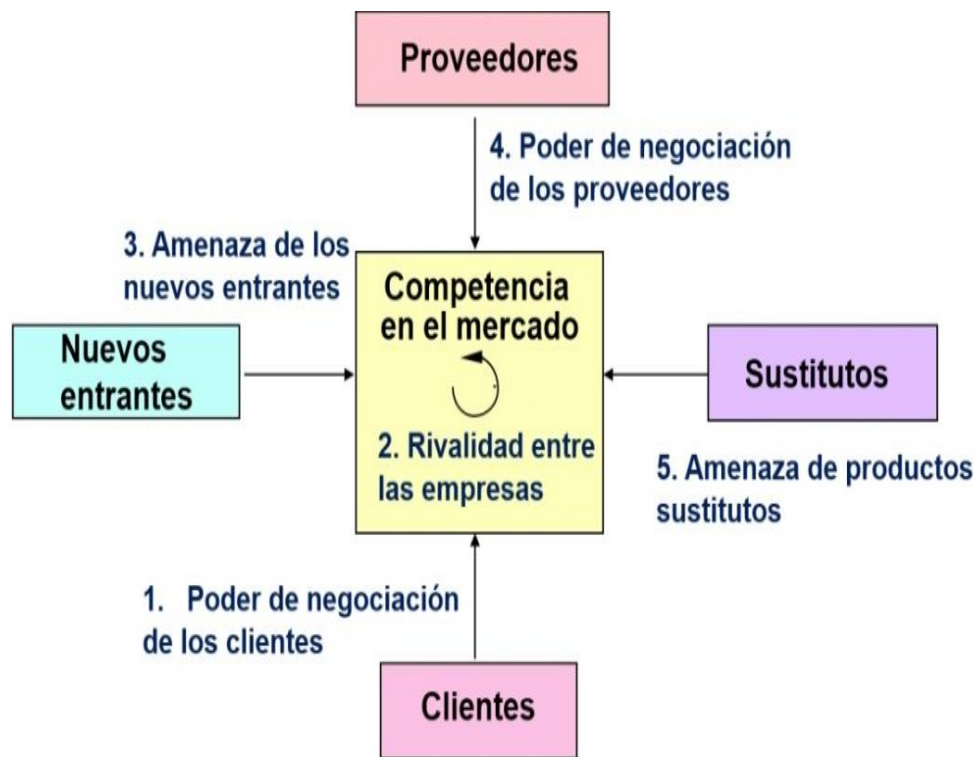 Proveedores
4. Poder de negociación
de los proveedores
3. Amenaza de los
nuevos entrantes
Competencia
en el mercado
Nuevos
entrantes
Sustitutos
2. Rivalidad entre
las empresas
5. Amenaza de productos
sustitutos
1. Poder de negociación
de los clientes
Clientes